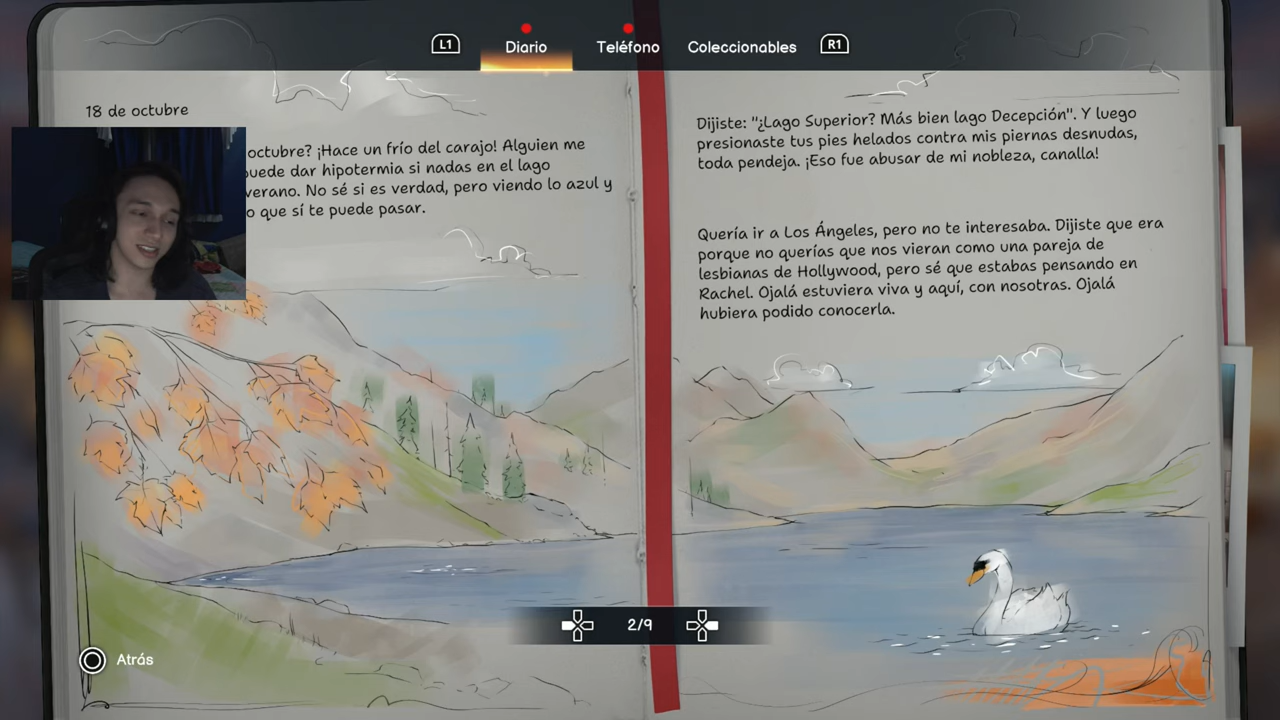 L1 Diario Teléfono Coleccionables R1
18 de octubre
octubre? ¡Hace un frío del carajo! Alguien me
uede dar hipotermia si nadas en el lago
verano. No sé si es verdad, pero viendo lo azul y
o que sí te puede pasar.
Dijiste: "¿Lago Superior? Más bien lago Decepción". Y luego
presionaste tus pies helados contra mis piernas desnudas,
toda pendeja. ¡Eso fue abusar de mi nobleza, canalla!
Quería ir a Los Ángeles, pero no te interesaba. Dijiste que era
porque no querías que nos vieran como una pareja de
lesbianas de Hollywood, pero sé que estabas pensando en
Rachel. Ojalá estuviera viva y aquí, con nosotras. Ojalá
hubiera podido conocerla.
2/9
Atrás